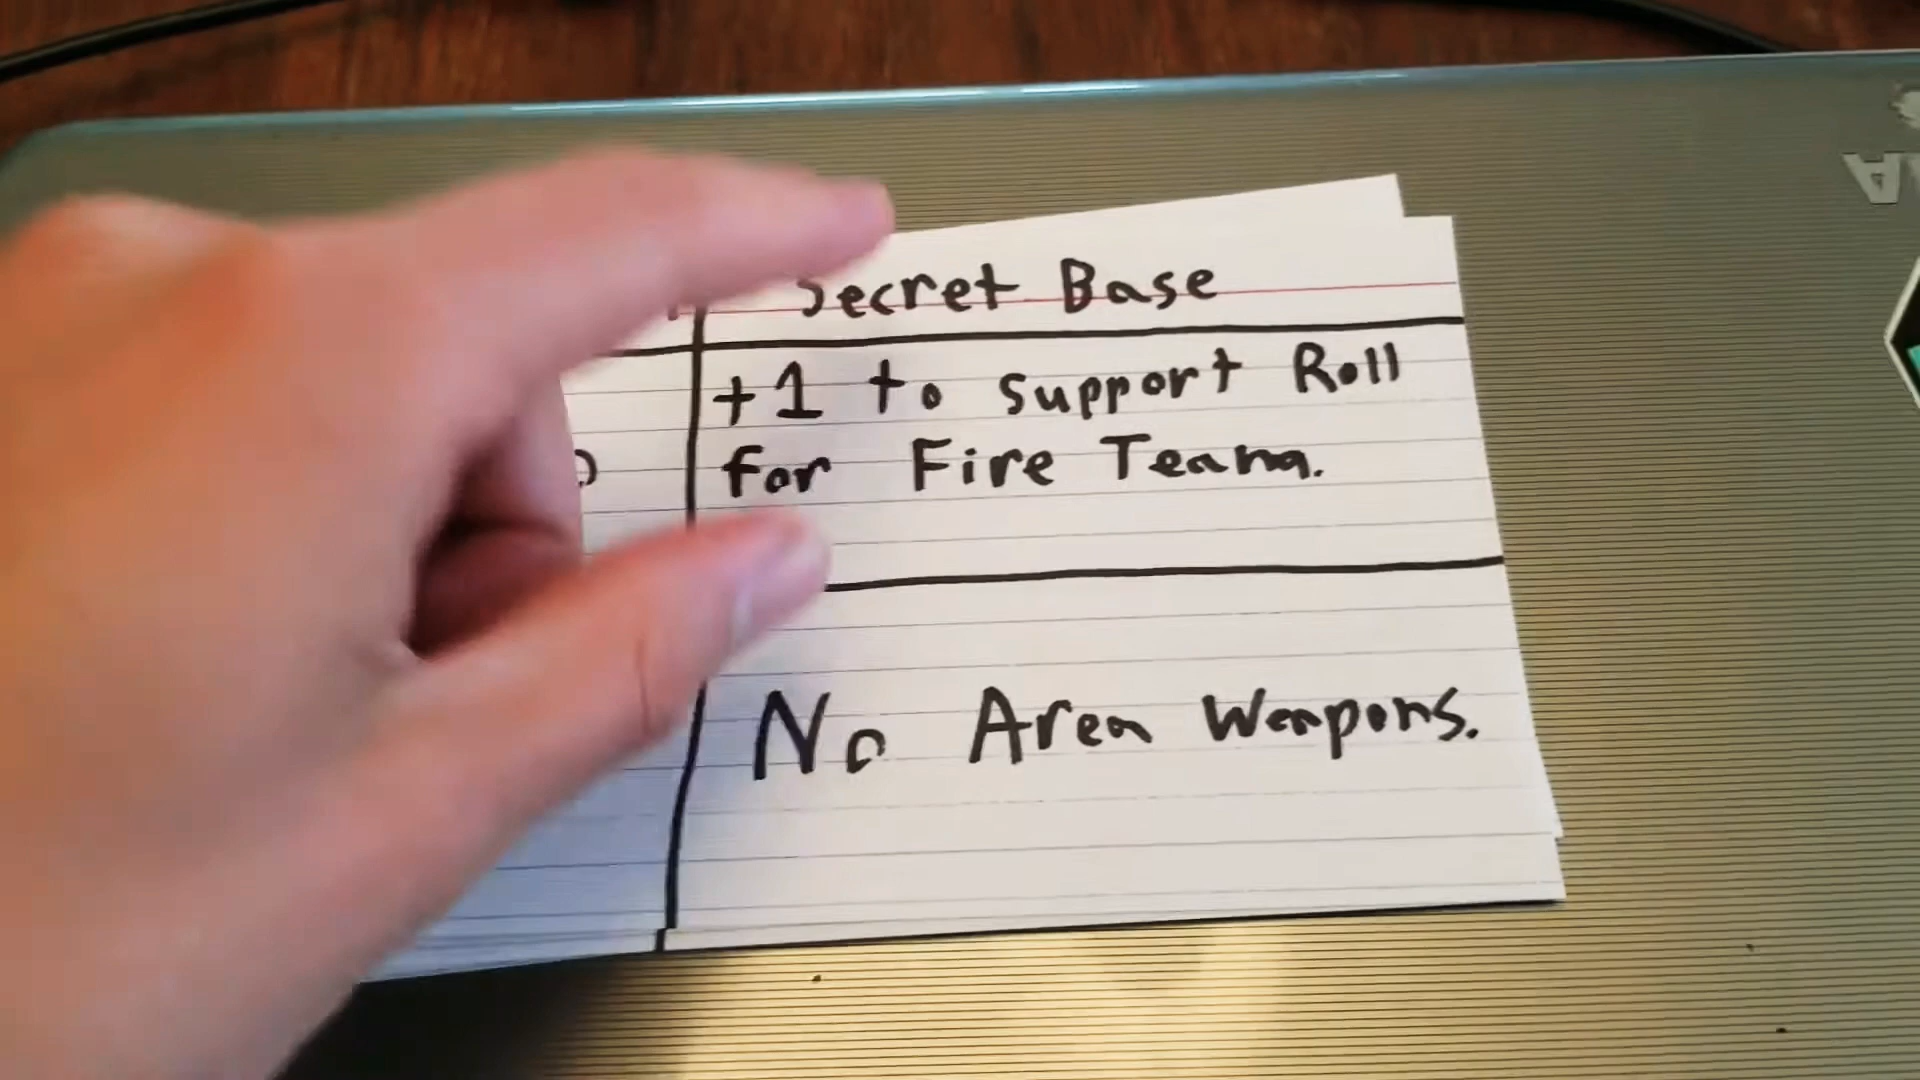 Secret Base
+1 to support Roll
for Fire Team.
No Area Weapons.